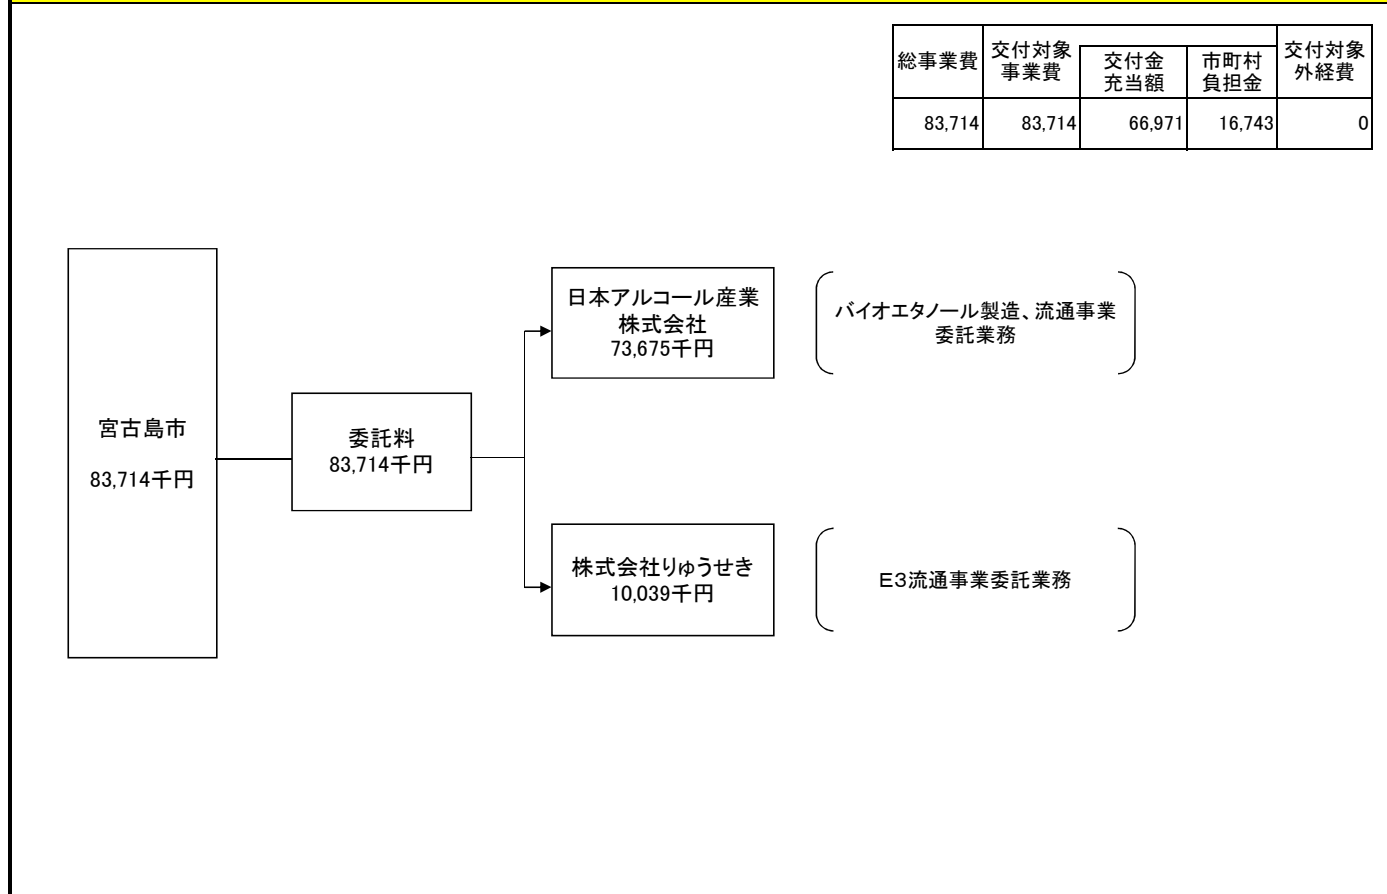 総事業費
交付対象
事業費
交付金
充当額
市町村
負担金
交付対象
外経費
83,714
83,714
66,971
16,743
0
宮古島市
83,714千円
委託料
83,714千円
日本アルコール産業
株式会社
73,675千円
バイオエタノール製造、流通事業
委託業務
株式会社りゅうせき
10,039千円
E3流通事業委託業務